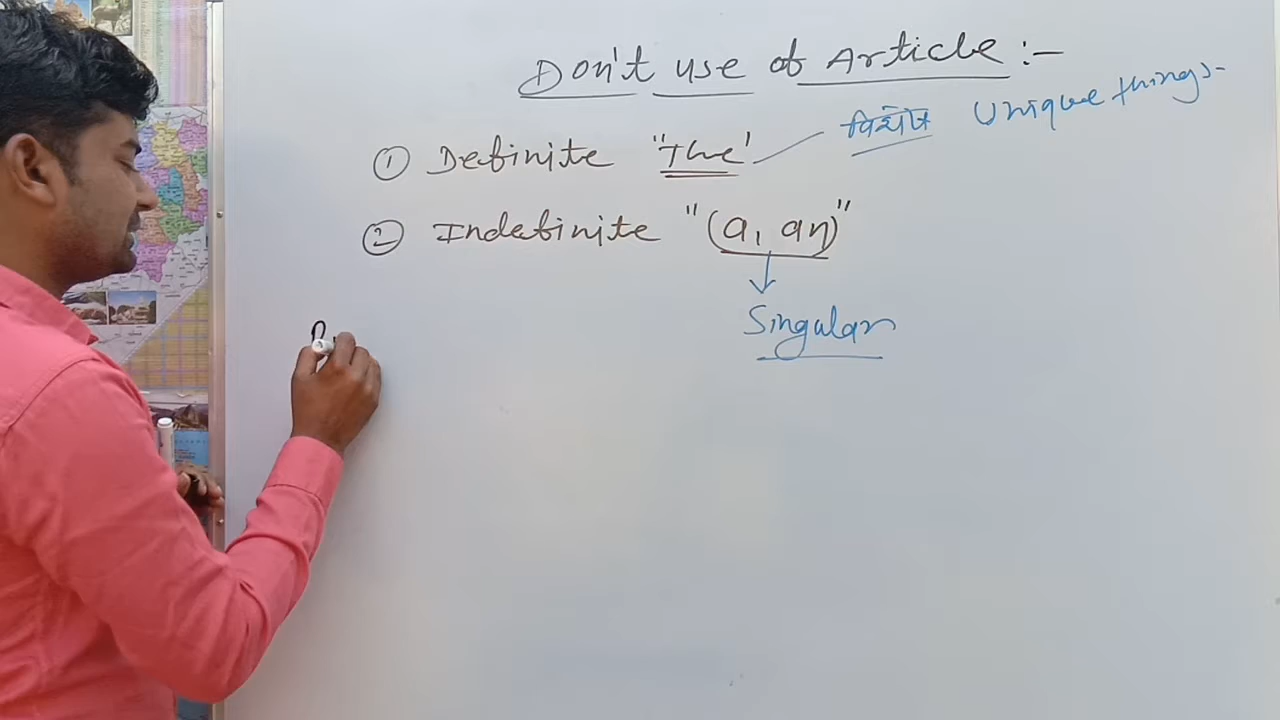 Don't use of Article :-
① Definite "The' विशेष Unique things-
② Indefinite "(a, an)"
Singular